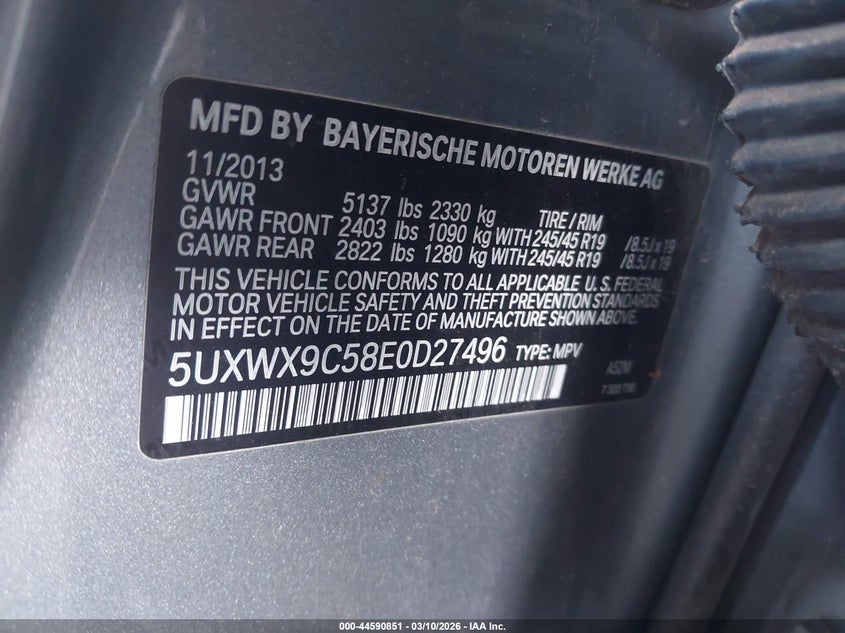 MFD BY BAYERISCHE MOTOREN WERKE AG
11/2013
GVWR 5137 lbs 2330 kg TIRE / RIM
GAWR FRONT 2403 lbs 1090 kg WITH 245/45 R19 /8.5J x 19
GAWR REAR 2822 lbs 1280 kg WITH 245/45 R19 /8.5J x 19
THIS VEHICLE CONFORMS TO ALL APPLICABLE U. S. FEDERAL
MOTOR VEHICLE SAFETY AND THEFT PREVENTION STANDARDS
IN EFFECT ON THE DATE OF MANUFACTURE SHOWN ABOVE.
5UXWX9C58E0D27496 TYPE: MPV
000-44590851 - 03/10/2026 - IAA Inc.